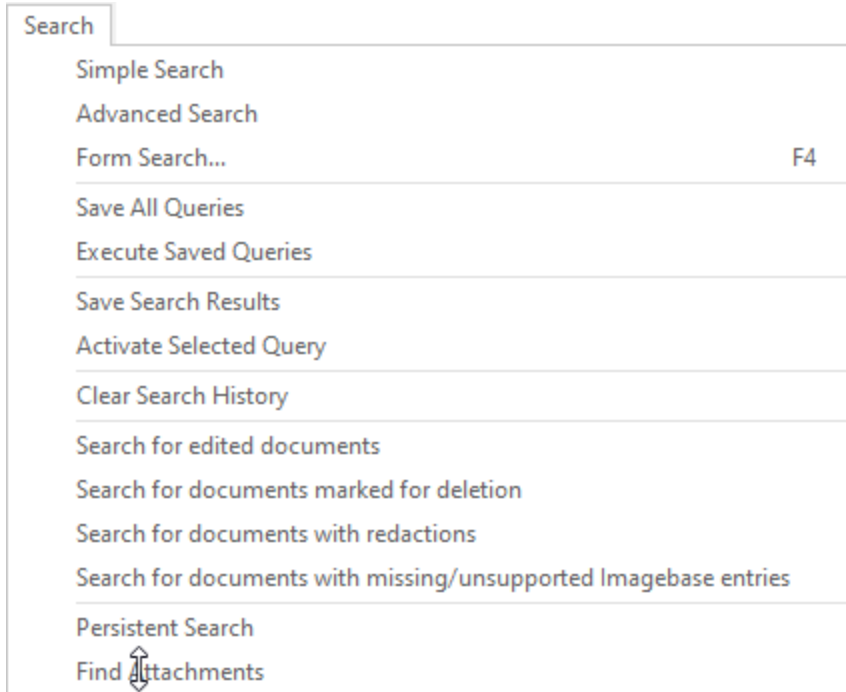 Search
Simple Search
Advanced Search
Form Search... F4
Save All Queries
Execute Saved Queries
Save Search Results
Activate Selected Query
Clear Search History
Search for edited documents
Search for documents marked for deletion
Search for documents with redactions
Search for documents with missing/unsupported Imagebase entries
Persistent Search
Find Attachments